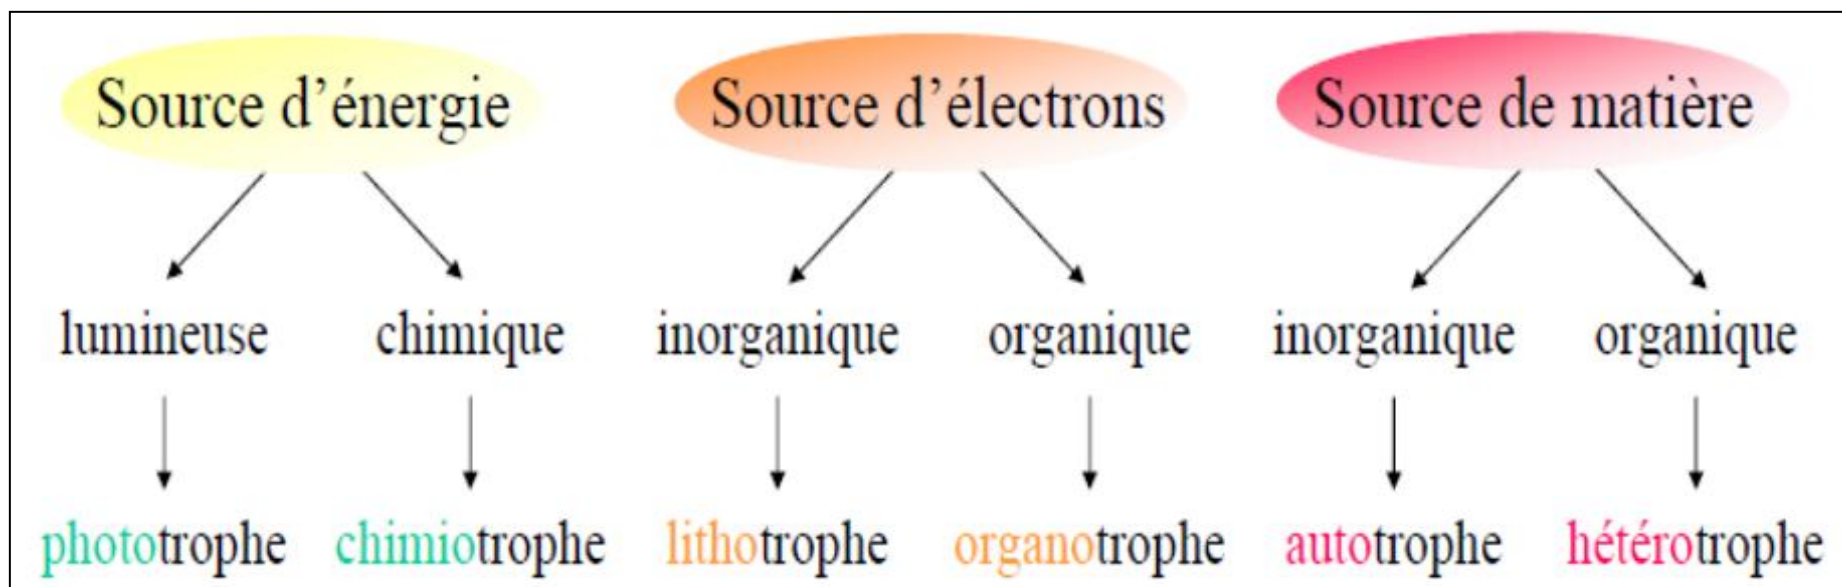 Source d’énergie Source d’électrons Source de matière
lumineuse chimique inorganique organique inorganique organique
phototrophe chimiotrophe lithotrophe organotrophe autotrophe hétérotrophe